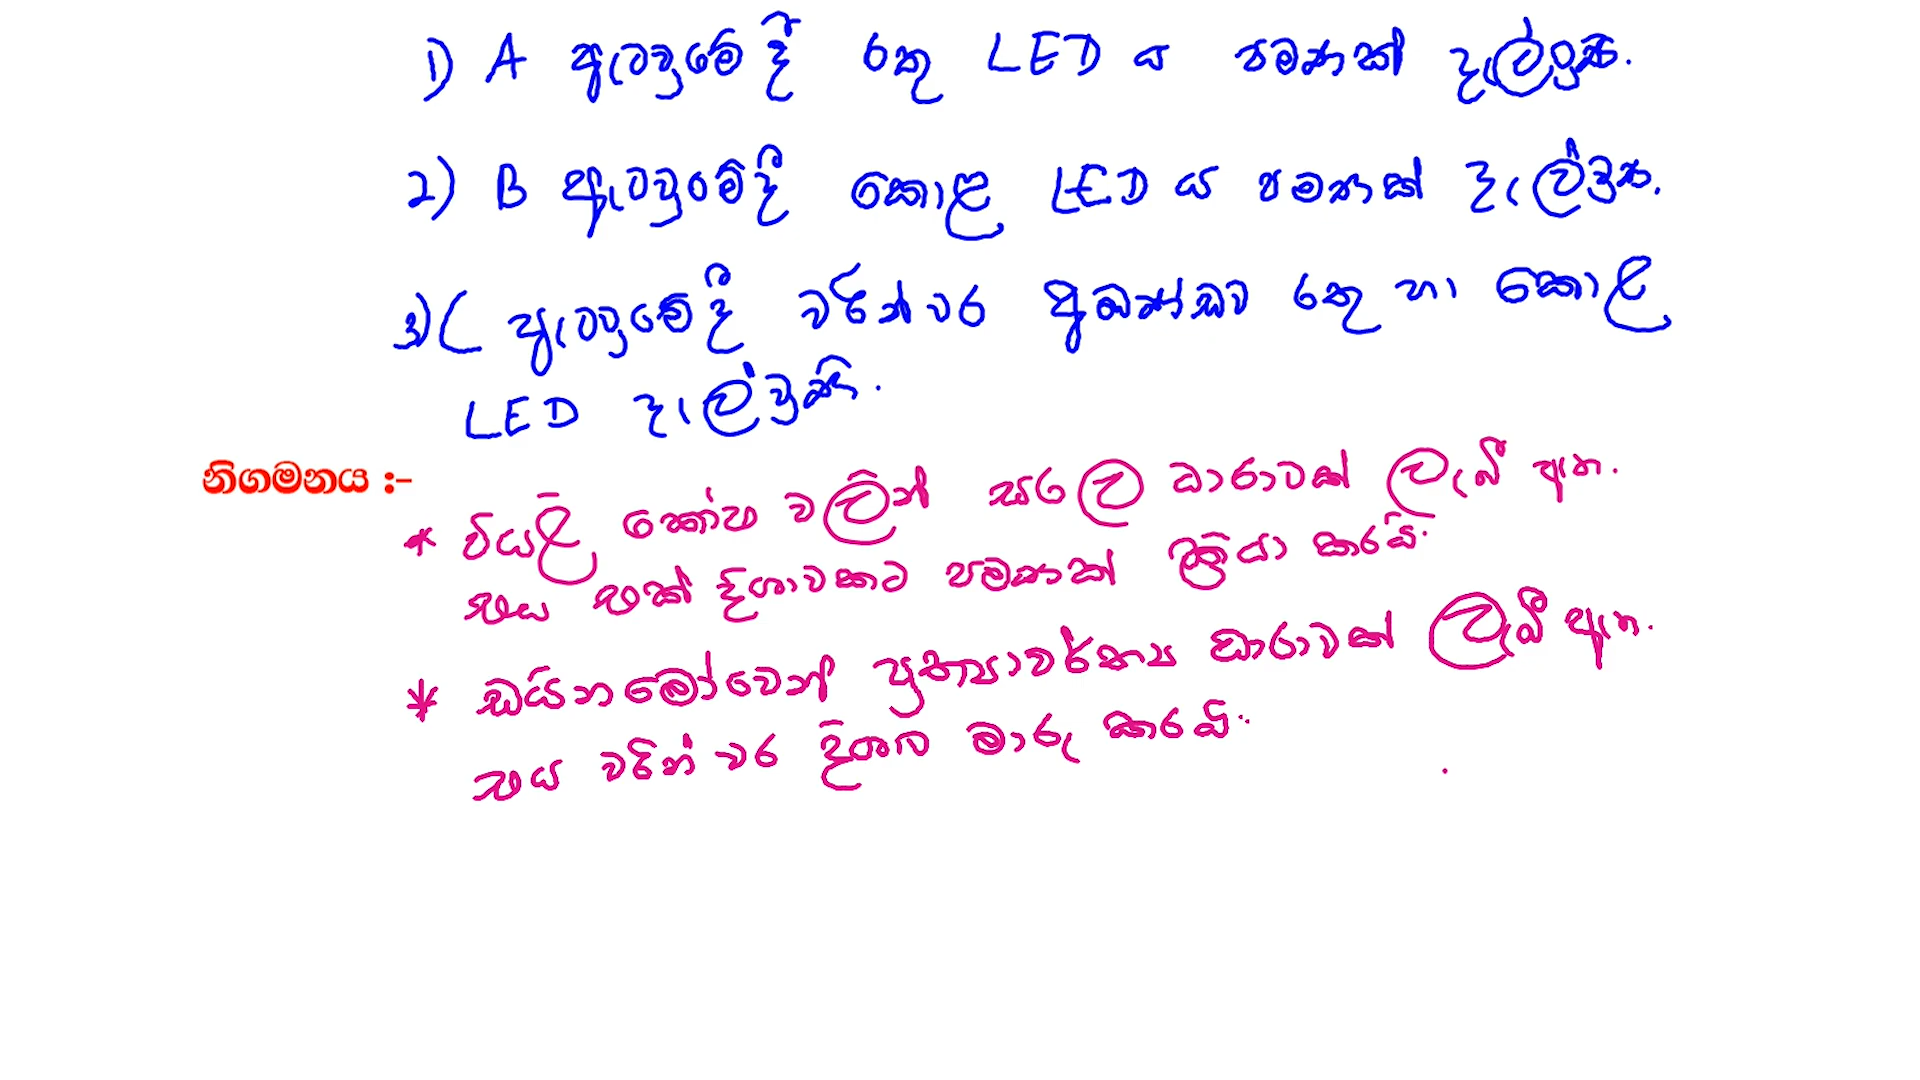 1) A ඇටවුමේ දී රතු LED ය පමණක් දැල්වුණි.
2) B ඇටවුමේදී කොළ LED ය පමණක් දැල්වුණි.
3) C ඇටවුමේදී වරින්වර අඛණ්ඩව රතු හා කොළ
LED දැල්වුණි.
නිගමනය :-
* වියළි කෝෂ වලින් සරල ධාරාවක් ලැබී ඇත.
එය එක් දිශාවකට පමණක් ක්‍රියා කරයි.
* ඩයිනමෝවෙන් ප්‍රත්‍යාවර්ත්‍ය ධාරාවක් ලැබී ඇත.
එය වරින් වර දිශාව මාරු කරයි.